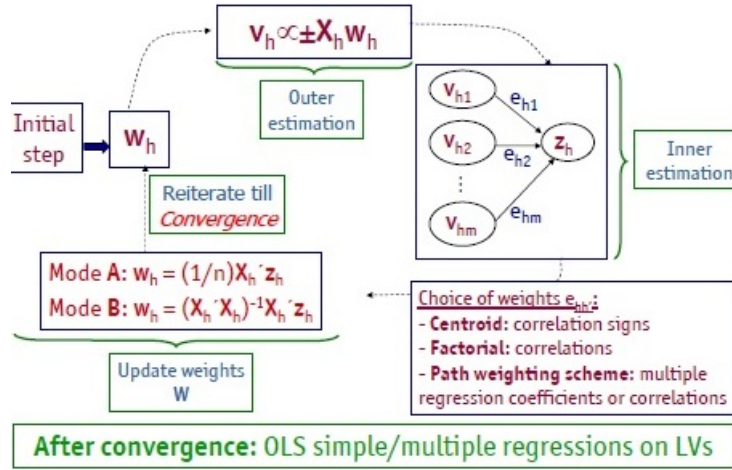 v_h ∝ ±X_h w_h
Outer
estimation
Initial
step
w_h
v_h1
e_h1
v_h2
e_h2
z_h
⋮
v_hm
e_hm
Inner
estimation
Reiterate till
Convergence
Mode A: w_h = (1/n)X_h´z_h
Mode B: w_h = (X_h´X_h)⁻¹X_h´z_h
Update weights
W
Choice of weights e_hh':
- Centroid: correlation signs
- Factorial: correlations
- Path weighting scheme: multiple
regression coefficients or correlations
After convergence: OLS simple/multiple regressions on LVs